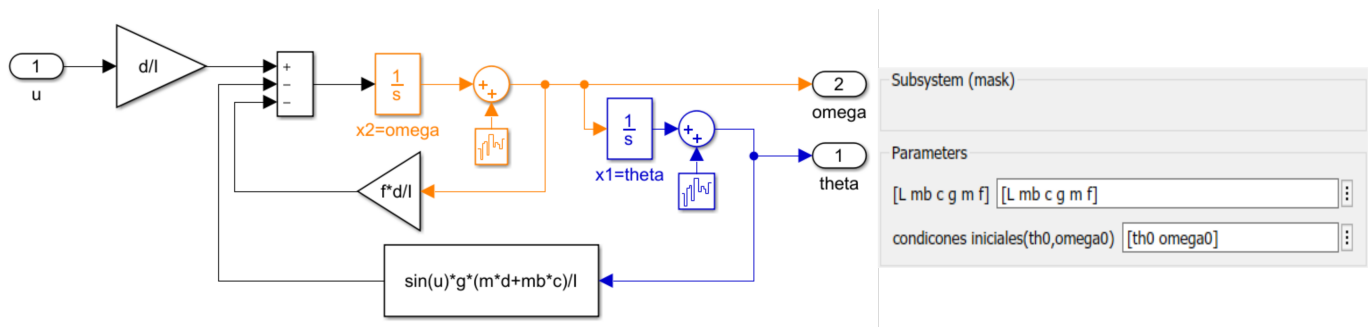 1
u
d/I
+
−
−
1
s
x2=omega
+
+
f*d/I
1
s
x1=theta
+
+
2
omega
1
theta
sin(u)*g*(m*d+mb*c)/I
Subsystem (mask)
Parameters
[L mb c g m f] [L mb c g m f]
condicones iniciales(th0,omega0) [th0 omega0]